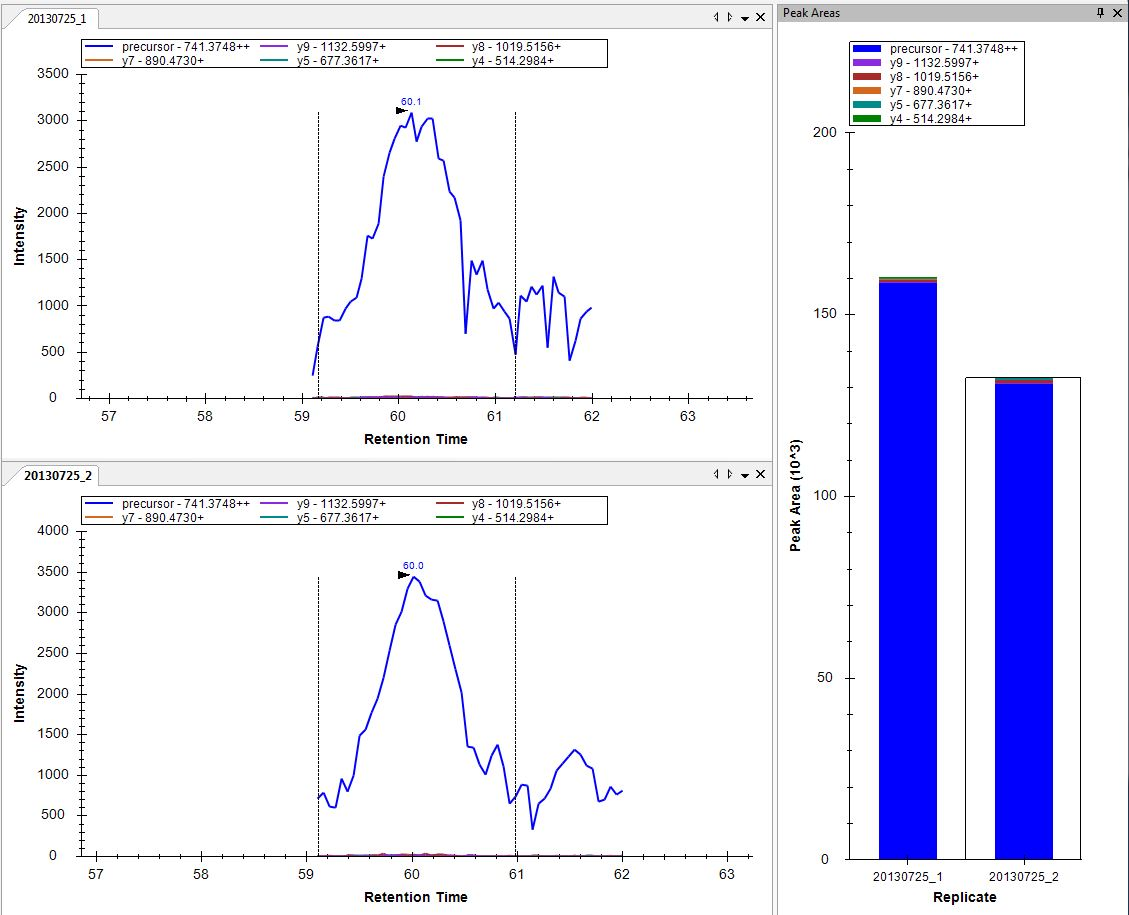 20130725_1
precursor - 741.3748++ y9 - 1132.5997+ y8 - 1019.5156+
y7 - 890.4730+ y5 - 677.3617+ y4 - 514.2984+
3500
3000
2500
2000
1500
1000
500
0
Intensity
60.1
57 58 59 60 61 62 63
Retention Time
20130725_2
precursor - 741.3748++ y9 - 1132.5997+ y8 - 1019.5156+
y7 - 890.4730+ y5 - 677.3617+ y4 - 514.2984+
4000
3500
3000
2500
2000
1500
1000
500
0
Intensity
60.0
57 58 59 60 61 62 63
Retention Time
Peak Areas
precursor - 741.3748++
y9 - 1132.5997+
y8 - 1019.5156+
y7 - 890.4730+
y5 - 677.3617+
y4 - 514.2984+
200
150
100
50
0
Peak Area (10^3)
20130725_1 20130725_2
Replicate